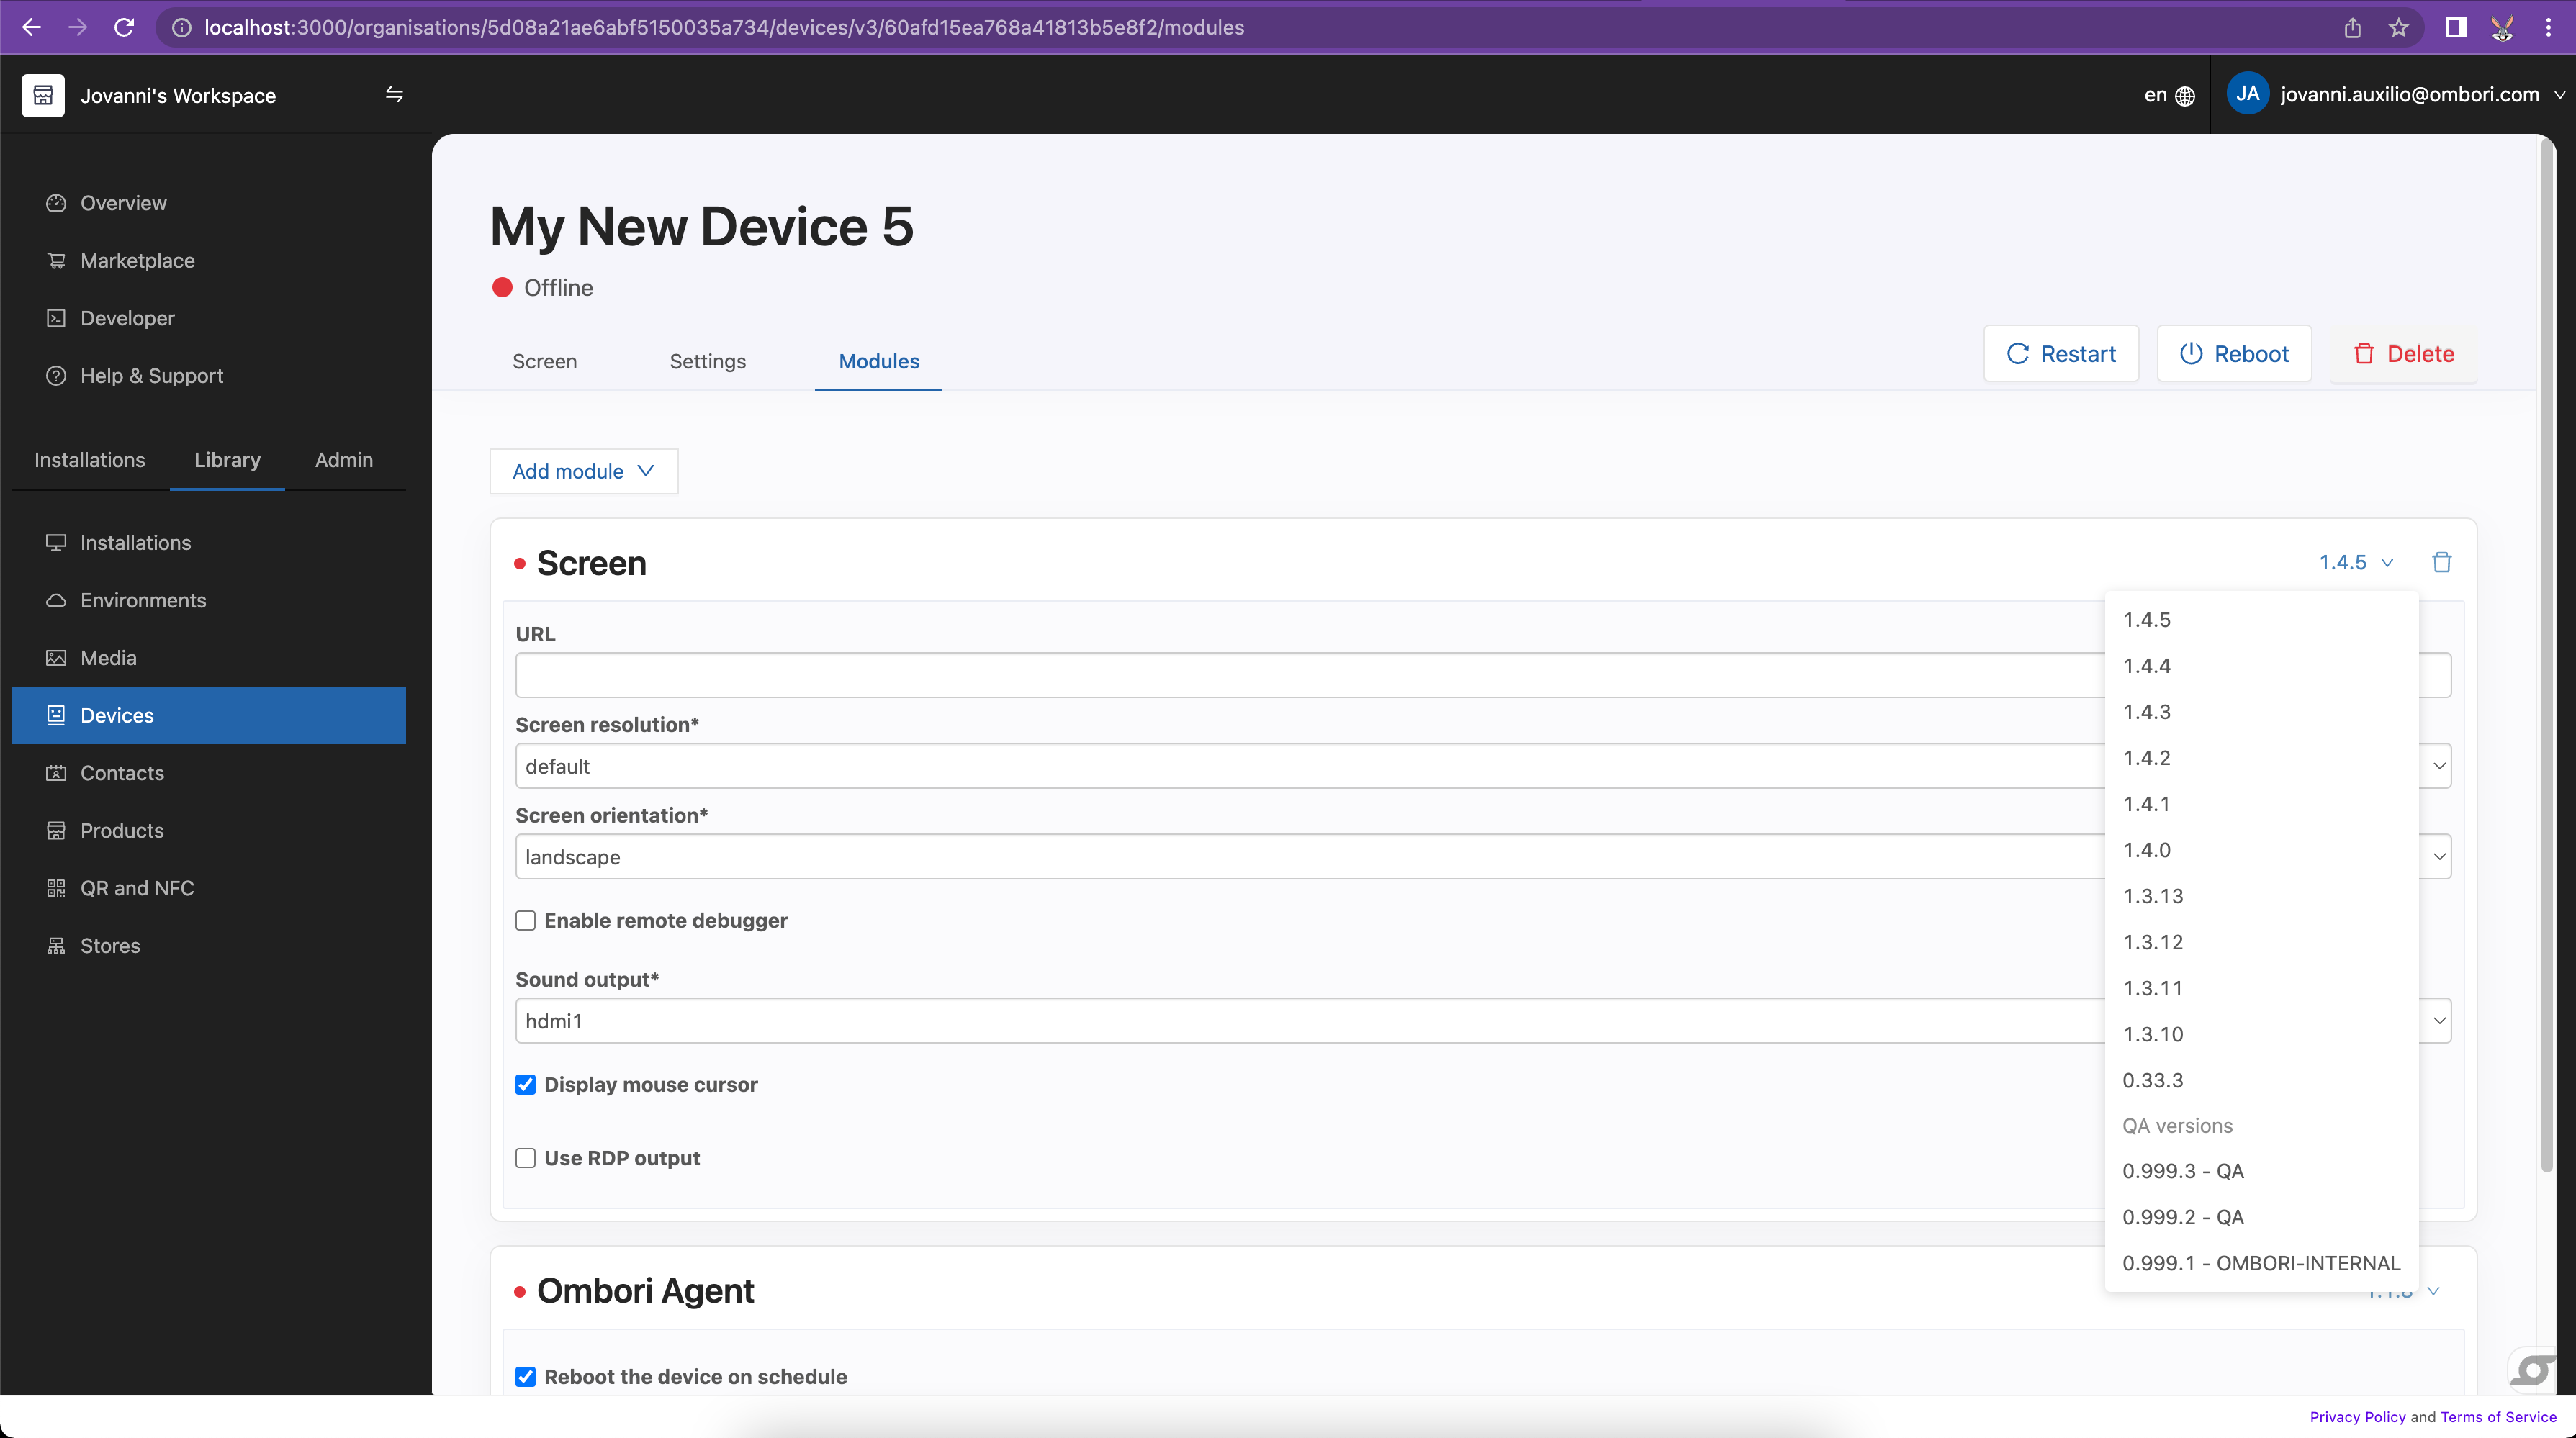 localhost:3000/organisations/5d08a21ae6abf5150035a734/devices/v3/60afd15ea768a41813b5e8f2/modules
Jovanni's Workspace
en
JA
jovanni.auxilio@ombori.com
Overview
Marketplace
Developer
Help & Support
Installations
Library
Admin
Installations
Environments
Media
Devices
Contacts
Products
QR and NFC
Stores
My New Device 5
Offline
Screen
Settings
Modules
Restart
Reboot
Delete
Add module
Screen
1.4.5
URL
Screen resolution*
default
Screen orientation*
landscape
Enable remote debugger
Sound output*
hdmi1
Display mouse cursor
Use RDP output
1.4.5
1.4.4
1.4.3
1.4.2
1.4.1
1.4.0
1.3.13
1.3.12
1.3.11
1.3.10
0.33.3
QA versions
0.999.3 - QA
0.999.2 - QA
0.999.1 - OMBORI-INTERNAL
Ombori Agent
Reboot the device on schedule
Privacy Policy and Terms of Service